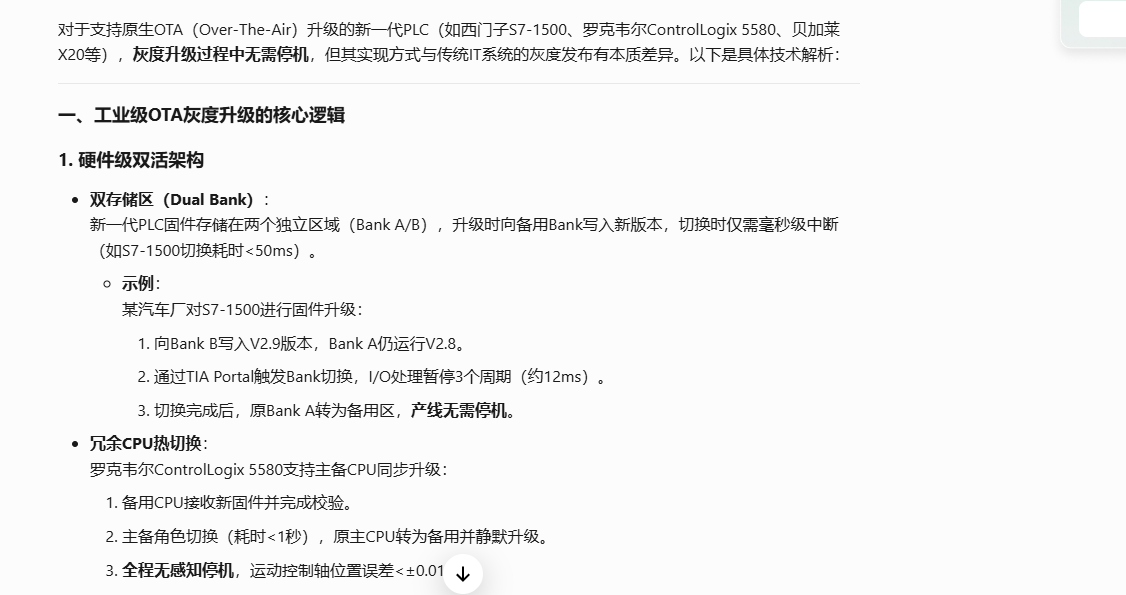 对于支持原生OTA（Over-The-Air）升级的新一代PLC（如西门子S7-1500、罗克韦尔ControlLogix 5580、贝加莱
X20等），灰度升级过程中无需停机，但其实现方式与传统IT系统的灰度发布有本质差异。以下是具体技术解析：
一、工业级OTA灰度升级的核心逻辑
1. 硬件级双活架构
• 双存储区（Dual Bank）：
新一代PLC固件存储在两个独立区域（Bank A/B），升级时向备用Bank写入新版本，切换时仅需毫秒级中断
（如S7-1500切换耗时<50ms）。
◦ 示例：
某汽车厂对S7-1500进行固件升级：
1. 向Bank B写入V2.9版本，Bank A仍运行V2.8。
2. 通过TIA Portal触发Bank切换，I/O处理暂停3个周期（约12ms）。
3. 切换完成后，原Bank A转为备用区，产线无需停机。
• 冗余CPU热切换：
罗克韦尔ControlLogix 5580支持主备CPU同步升级：
1. 备用CPU接收新固件并完成校验。
2. 主备角色切换（耗时<1秒），原主CPU转为备用并静默升级。
3. 全程无感知停机，运动控制轴位置误差<±0.01